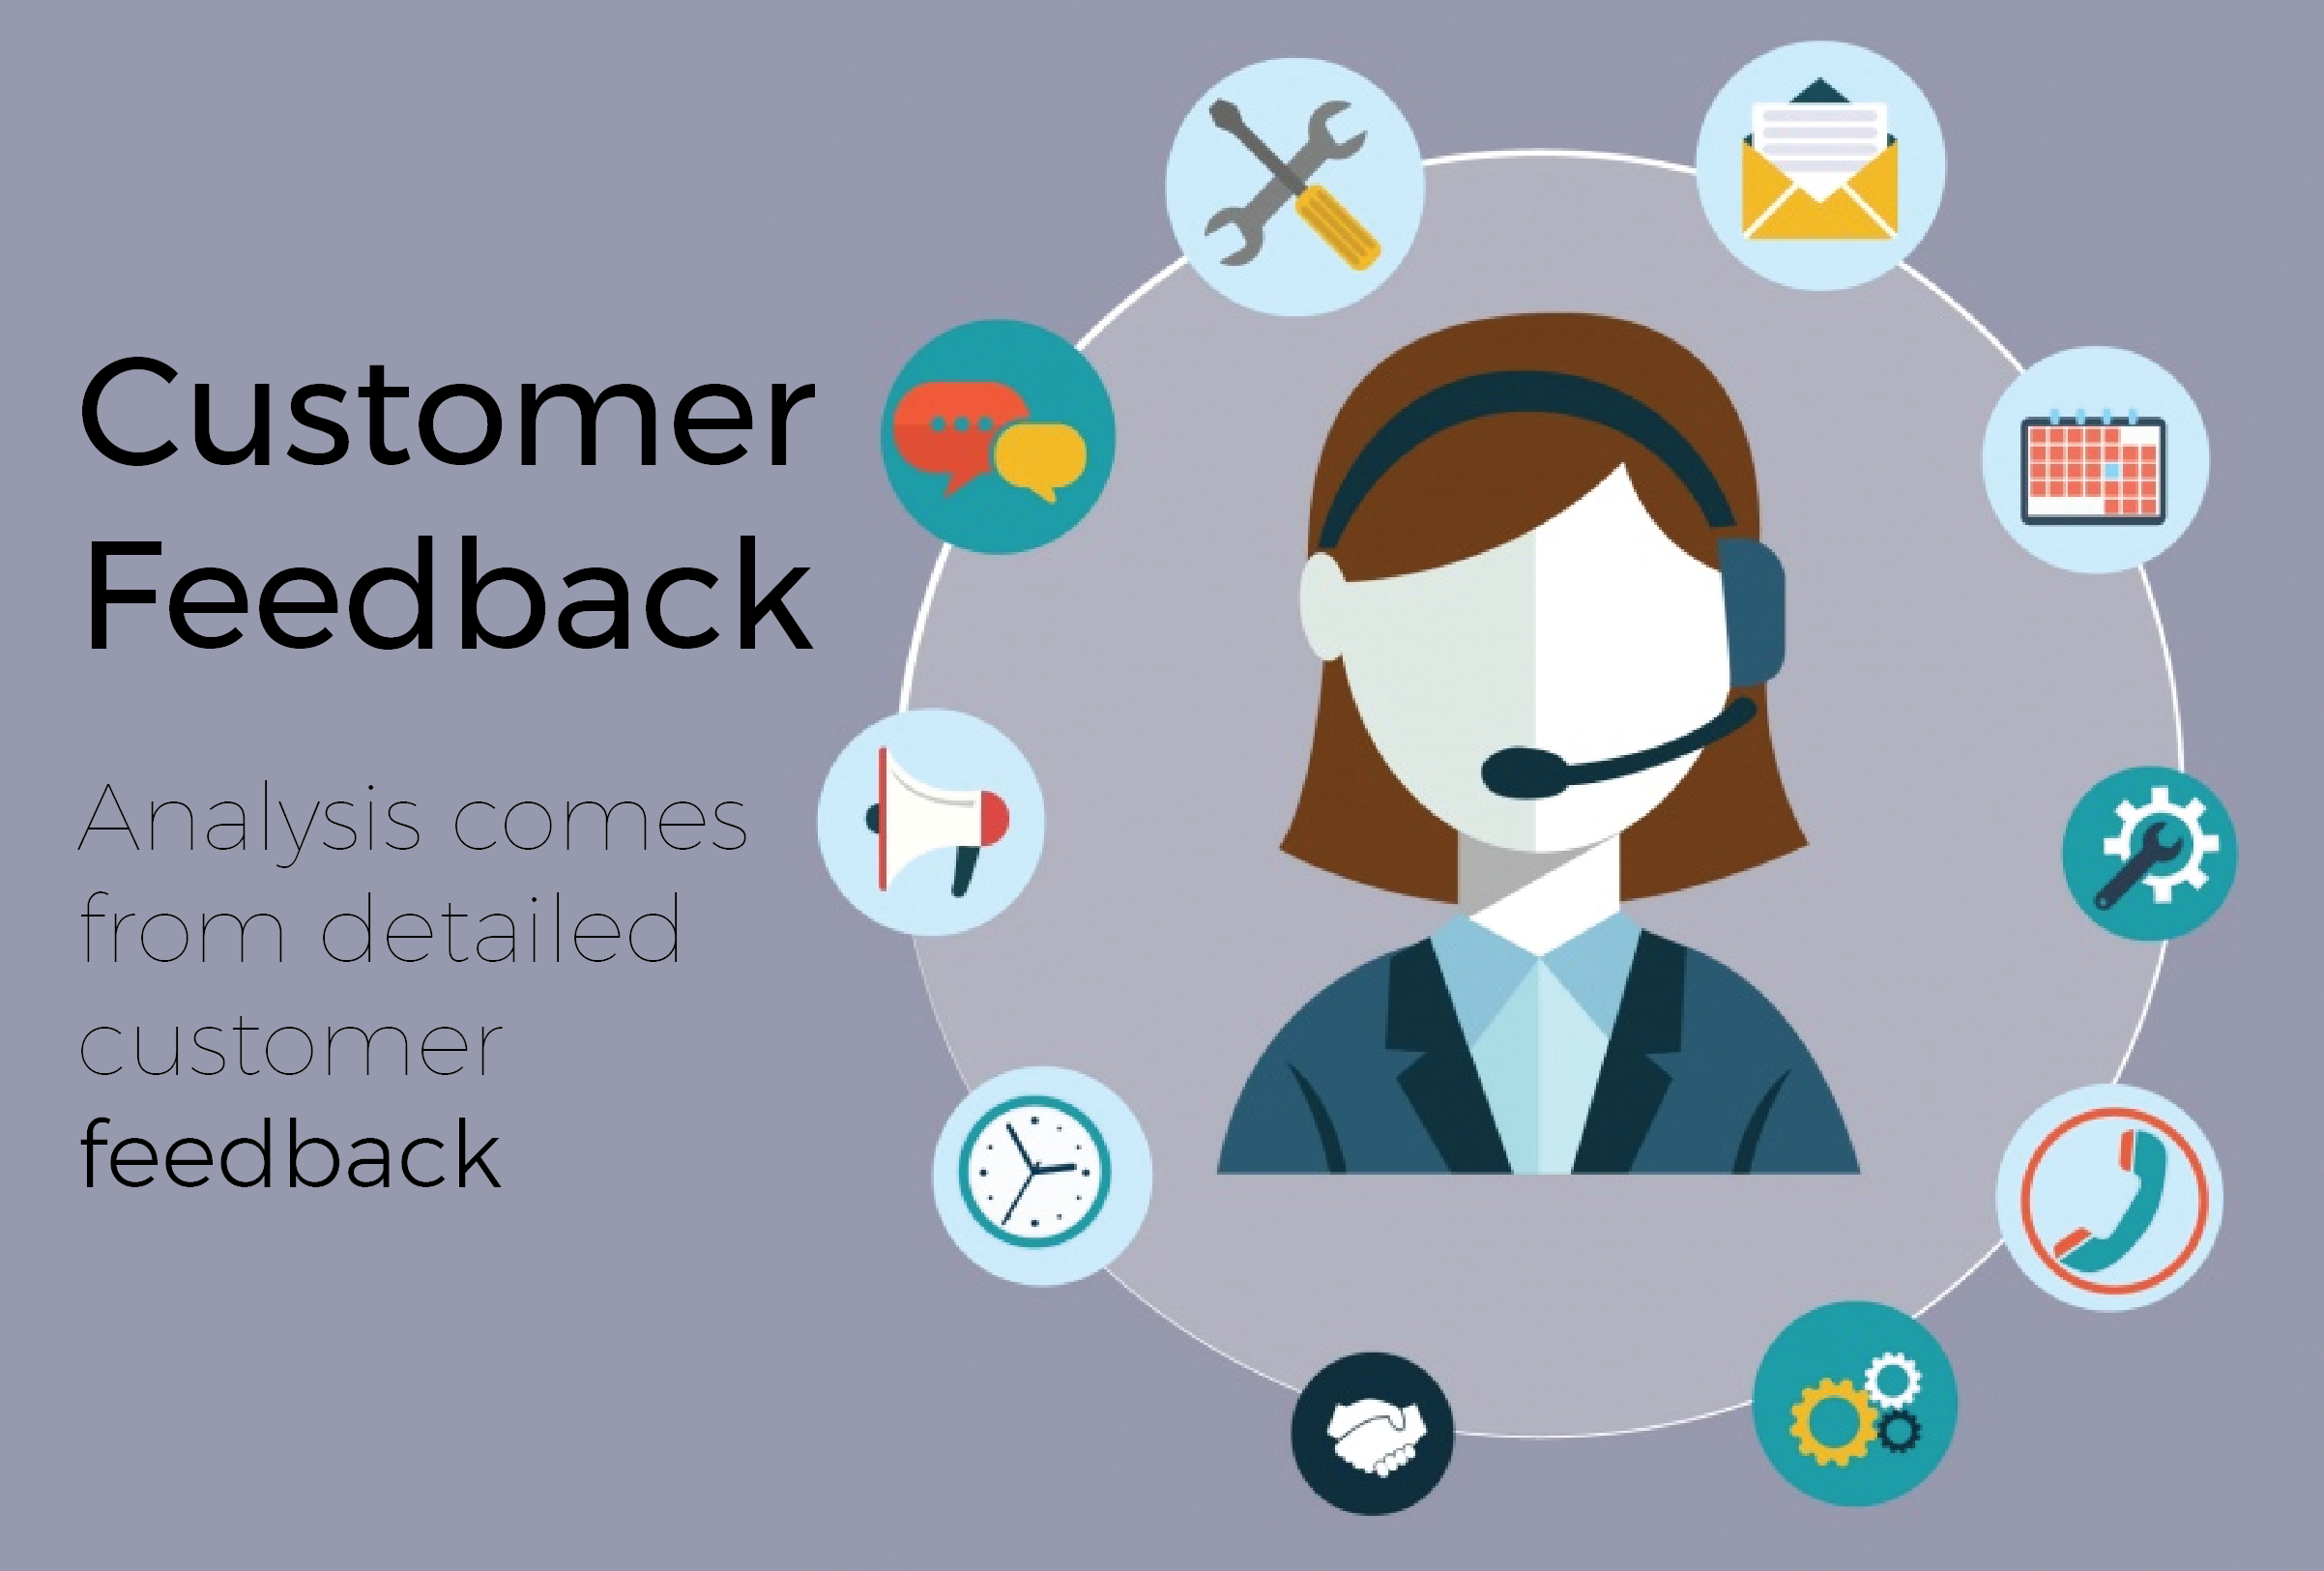 Customer
Feedback
Analysis comes
from detailed
customer
feedback